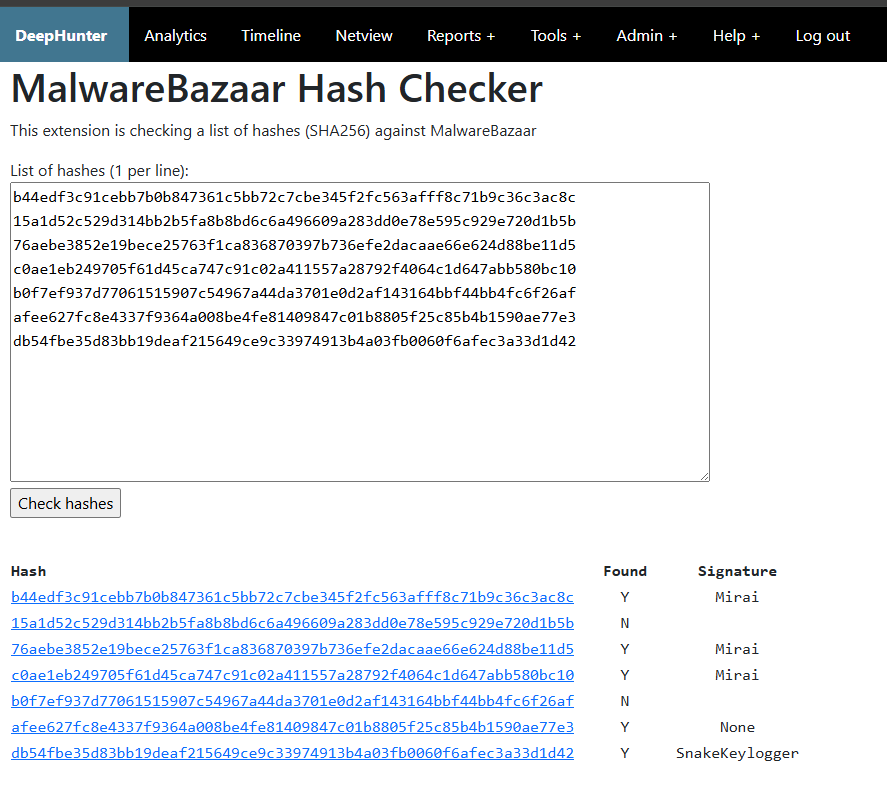 DeepHunter Analytics Timeline Netview Reports + Tools + Admin + Help + Log out
MalwareBazaar Hash Checker
This extension is checking a list of hashes (SHA256) against MalwareBazaar
List of hashes (1 per line):
b44edf3c91cebb7b0b847361c5bb72c7cbe345f2fc563afff8c71b9c36c3ac8c
15a1d52c529d314bb2b5fa8b8bd6c6a496609a283dd0e78e595c929e720d1b5b
76aebe3852e19bece25763f1ca836870397b736efe2dacaae66e624d88be11d5
c0ae1eb249705f61d45ca747c91c02a411557a28792f4064c1d647abb580bc10
b0f7ef937d77061515907c54967a44da3701e0d2af143164bbf44bb4fc6f26af
afee627fc8e4337f9364a008be4fe81409847c01b8805f25c85b4b1590ae77e3
db54fbe35d83bb19deaf215649ce9c33974913b4a03fb0060f6afec3a33d1d42
Check hashes
Hash Found Signature
b44edf3c91cebb7b0b847361c5bb72c7cbe345f2fc563afff8c71b9c36c3ac8c Y Mirai
15a1d52c529d314bb2b5fa8b8bd6c6a496609a283dd0e78e595c929e720d1b5b N
76aebe3852e19bece25763f1ca836870397b736efe2dacaae66e624d88be11d5 Y Mirai
c0ae1eb249705f61d45ca747c91c02a411557a28792f4064c1d647abb580bc10 Y Mirai
b0f7ef937d77061515907c54967a44da3701e0d2af143164bbf44bb4fc6f26af N
afee627fc8e4337f9364a008be4fe81409847c01b8805f25c85b4b1590ae77e3 Y None
db54fbe35d83bb19deaf215649ce9c33974913b4a03fb0060f6afec3a33d1d42 Y SnakeKeylogger